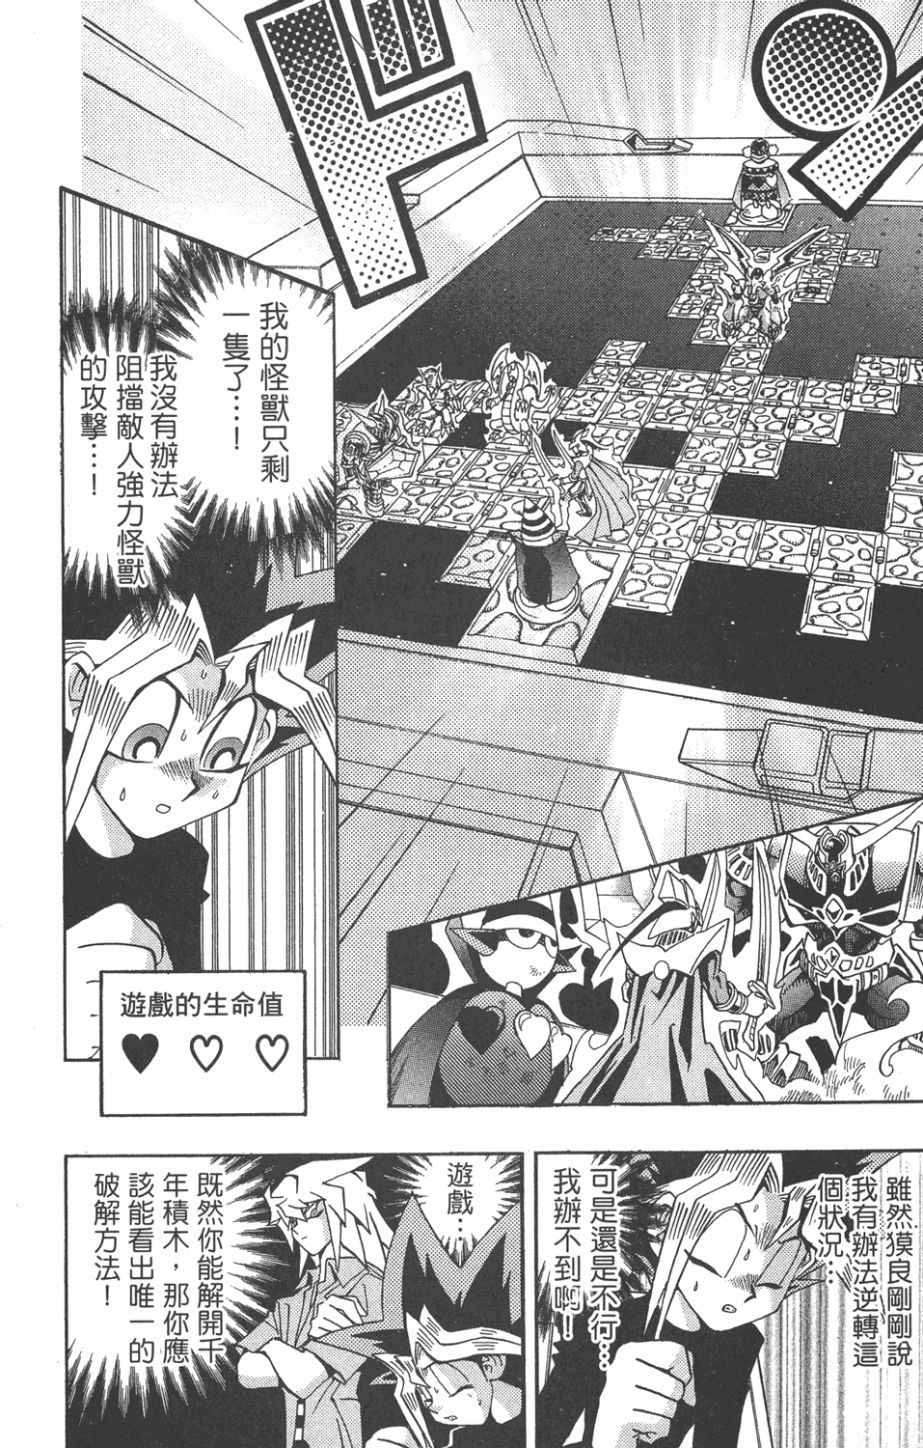 ドン
我的怪獸只剩
一隻了…！
我沒有辦法
阻擋敵人強力怪獸
的攻擊…！
遊戲的生命值
雖然獏良剛剛說
我有辦法逆轉這
個狀況…
可是還是不行…
我辦不到啊！
遊戲…
既然你能解開千
年積木，那你應
該能看出唯一的
破解方法！